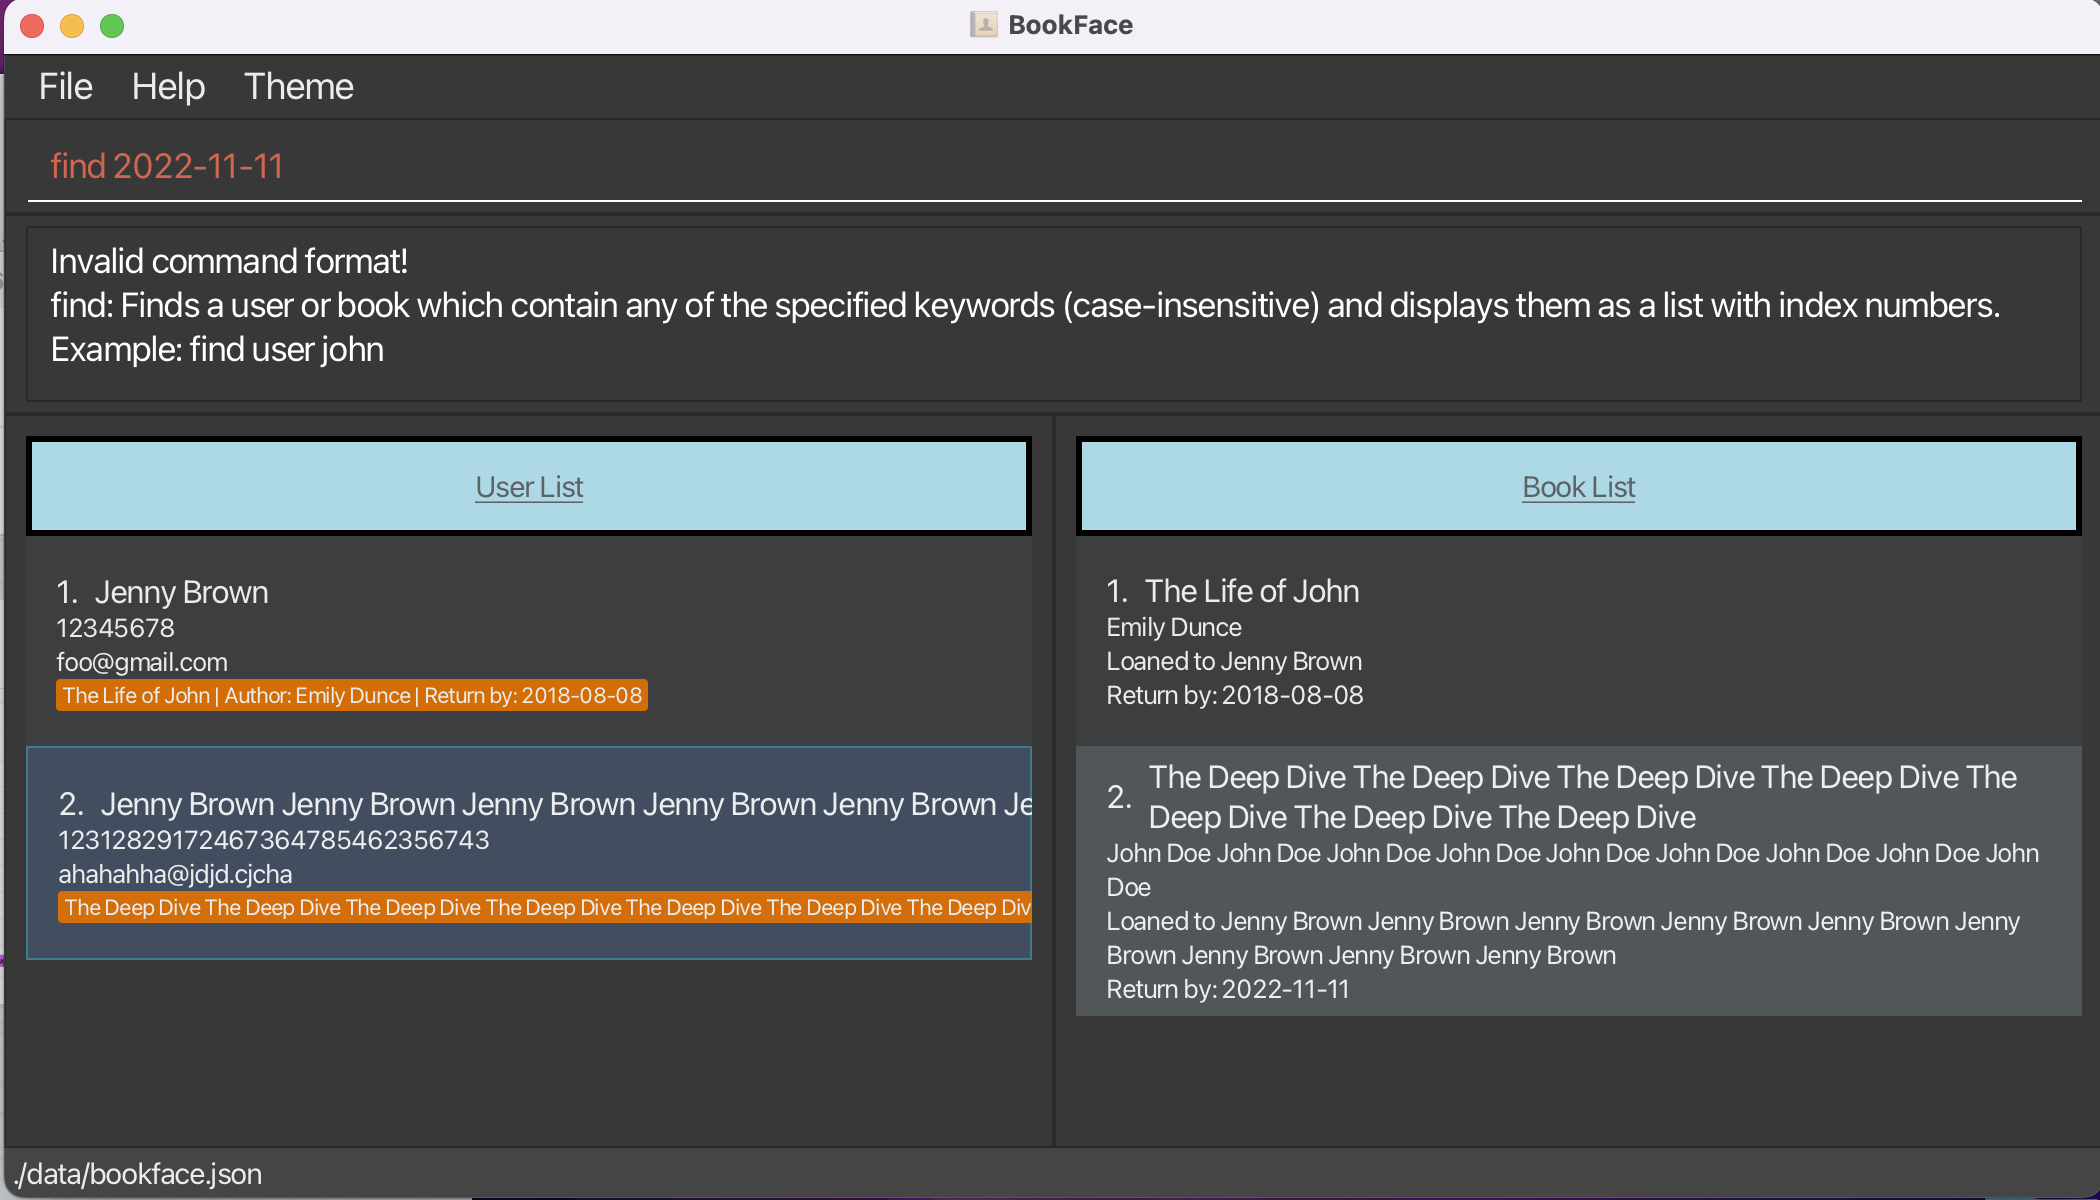 BookFace
File Help Theme
find 2022-11-11
Invalid command format!
find: Finds a user or book which contain any of the specified keywords (case-insensitive) and displays them as a list with index numbers.
Example: find user john
User List
1. Jenny Brown
12345678
foo@gmail.com
The Life of John | Author: Emily Dunce | Return by: 2018-08-08
2. Jenny Brown Jenny Brown Jenny Brown Jenny Brown Jenny Brown Je
12312829172467364785462356743
ahahahha@jdjd.cjcha
The Deep Dive The Deep Dive The Deep Dive The Deep Dive The Deep Dive The Deep Dive The Deep Div
Book List
1. The Life of John
Emily Dunce
Loaned to Jenny Brown
Return by: 2018-08-08
2. The Deep Dive The Deep Dive The Deep Dive The Deep Dive The
Deep Dive The Deep Dive The Deep Dive
John Doe John Doe John Doe John Doe John Doe John Doe John Doe John Doe John
Doe
Loaned to Jenny Brown Jenny Brown Jenny Brown Jenny Brown Jenny Brown Jenny
Brown Jenny Brown Jenny Brown Jenny Brown
Return by: 2022-11-11
./data/bookface.json